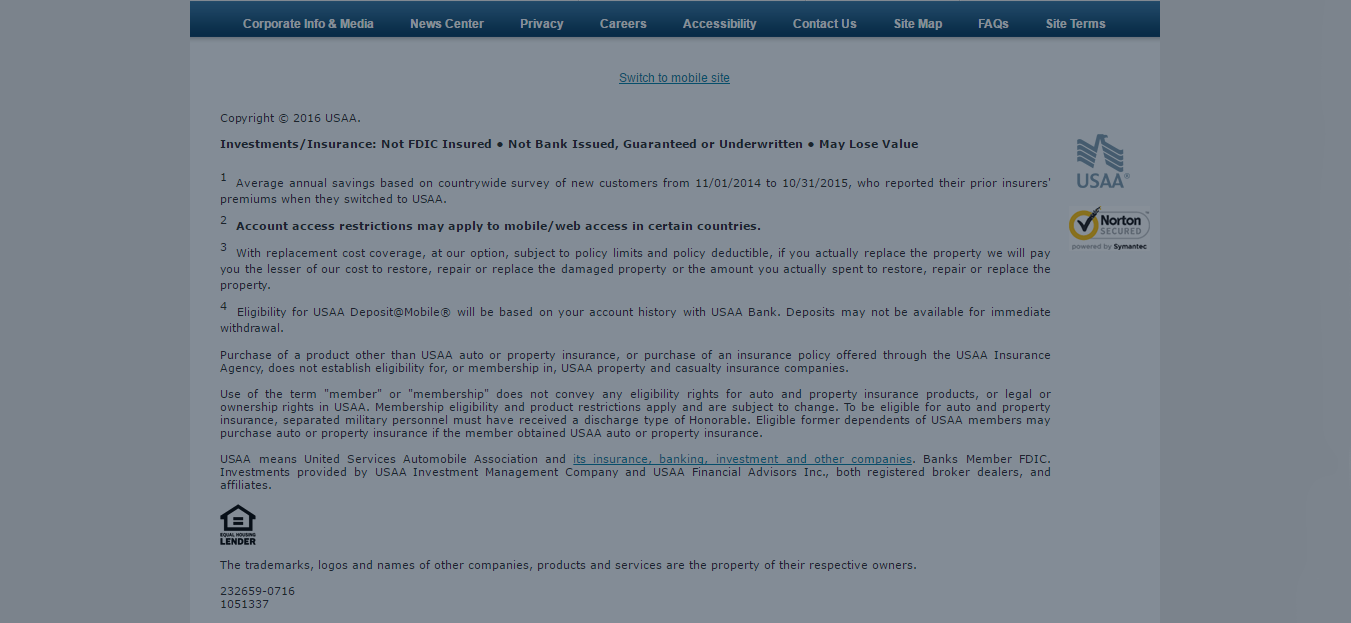 Corporate Info & Media News Center Privacy Careers Accessibility Contact Us Site Map FAQs Site Terms
Switch to mobile site
Copyright © 2016 USAA.
Investments/Insurance: Not FDIC Insured ● Not Bank Issued, Guaranteed or Underwritten ● May Lose Value
USAA®
1 Average annual savings based on countrywide survey of new customers from 11/01/2014 to 10/31/2015, who reported their prior insurers'
premiums when they switched to USAA.
Norton
SECURED
powered by Symantec
2 Account access restrictions may apply to mobile/web access in certain countries.
3 With replacement cost coverage, at our option, subject to policy limits and policy deductible, if you actually replace the property we will pay
you the lesser of our cost to restore, repair or replace the damaged property or the amount you actually spent to restore, repair or replace the
property.
4 Eligibility for USAA Deposit@Mobile® will be based on your account history with USAA Bank. Deposits may not be available for immediate
withdrawal.
Purchase of a product other than USAA auto or property insurance, or purchase of an insurance policy offered through the USAA Insurance
Agency, does not establish eligibility for, or membership in, USAA property and casualty insurance companies.
Use of the term "member" or "membership" does not convey any eligibility rights for auto and property insurance products, or legal or
ownership rights in USAA. Membership eligibility and product restrictions apply and are subject to change. To be eligible for auto and property
insurance, separated military personnel must have received a discharge type of Honorable. Eligible former dependents of USAA members may
purchase auto or property insurance if the member obtained USAA auto or property insurance.
USAA means United Services Automobile Association and its insurance, banking, investment and other companies. Banks Member FDIC.
Investments provided by USAA Investment Management Company and USAA Financial Advisors Inc., both registered broker dealers, and
affiliates.
EQUAL HOUSING
LENDER
The trademarks, logos and names of other companies, products and services are the property of their respective owners.
232659-0716
1051337